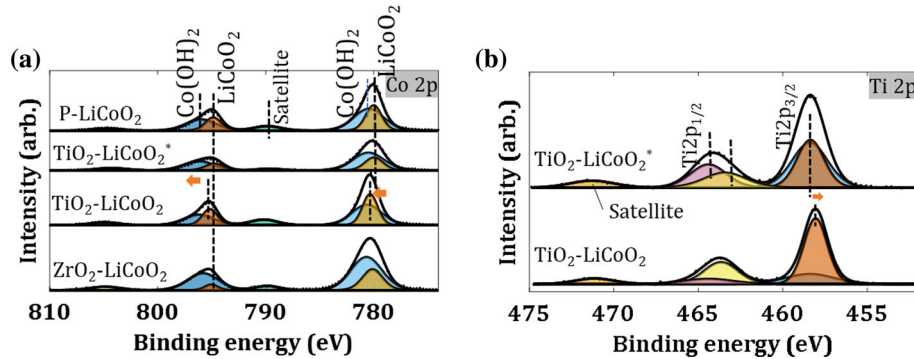 (a)
Co(OH)2
LiCoO2
Satellite
Co(OH)2
LiCoO2
Co 2p
P-LiCoO2
TiO2-LiCoO2*
TiO2-LiCoO2
ZrO2-LiCoO2
Intensity (arb.)
810 800 790 780
Binding energy (eV)
(b)
Ti 2p
Ti2p1/2
Ti2p3/2
TiO2-LiCoO2*
Satellite
TiO2-LiCoO2
Intensity (arb.)
475 470 465 460 455
Binding energy (eV)